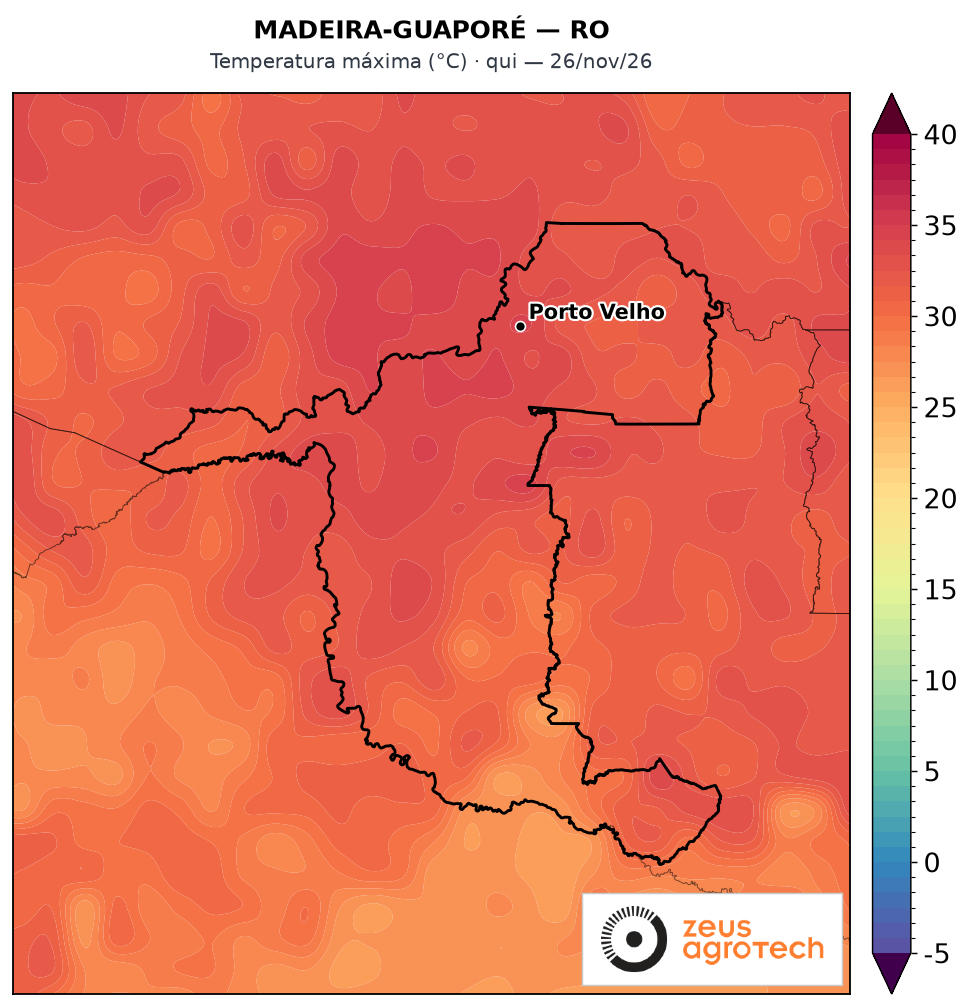 MADEIRA-GUAPORÉ — RO
Temperatura máxima (°C) · qui — 26/nov/26
Porto Velho
40
35
30
25
20
15
10
5
0
-5
zeus
agrotech